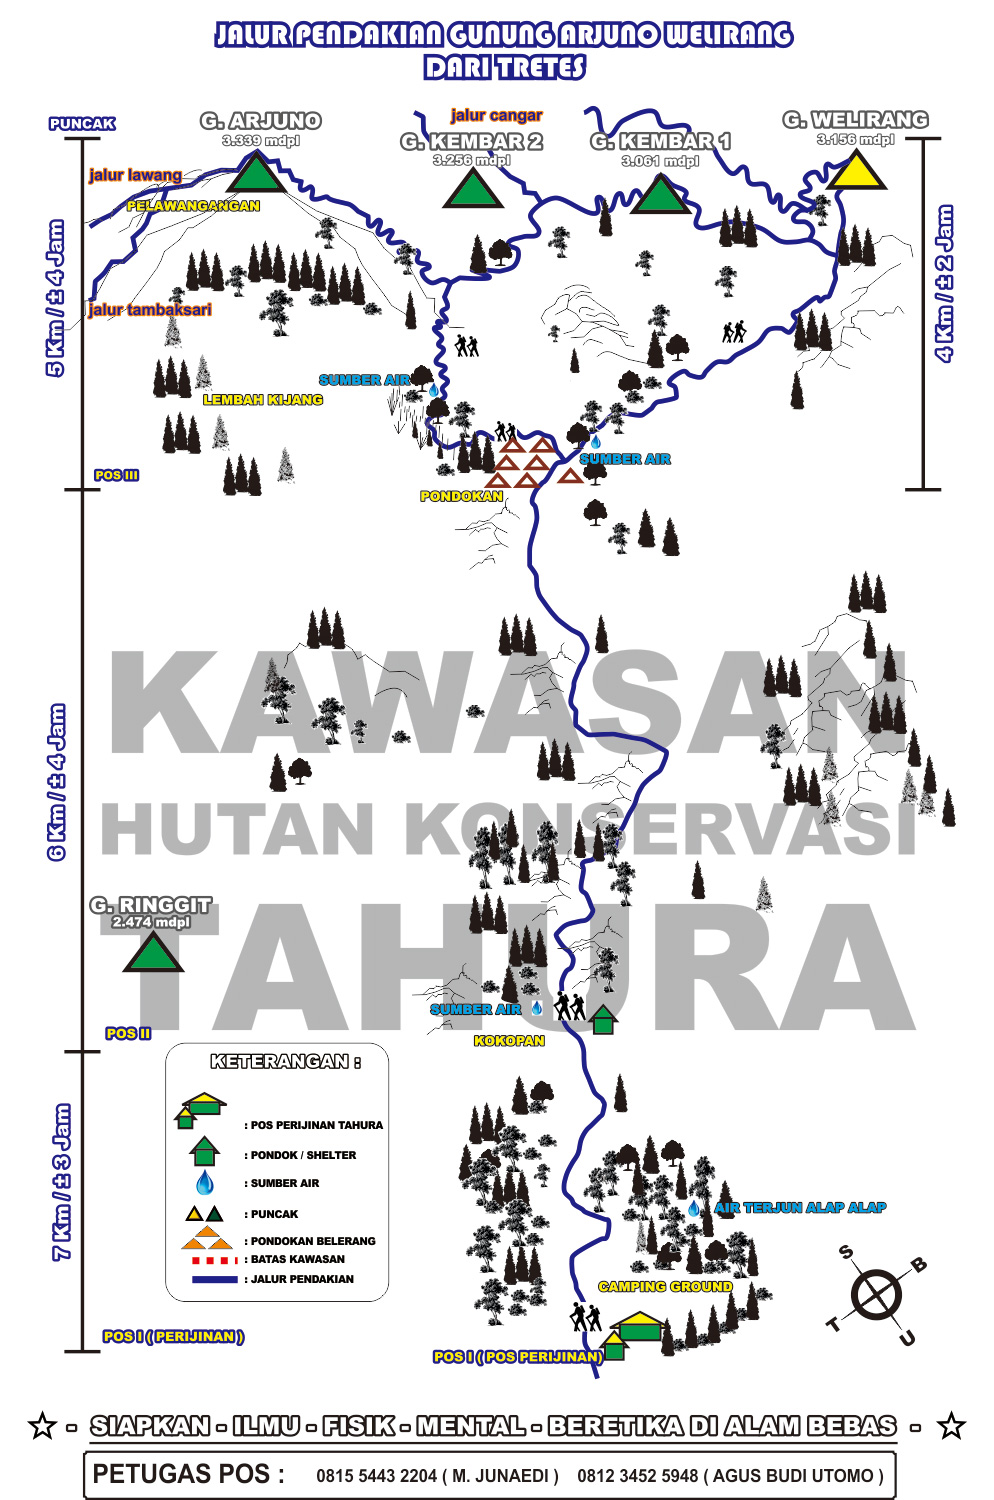 JALUR PENDAKIAN GUNUNG ARJUNO WELIRANG
DARI TRETES
PUNCAK
G. ARJUNO
3.339 mdpl
jalur cangar
G. KEMBAR 2
3.256 mdpl
G. KEMBAR 1
3.061 mdpl
G. WELIRANG
3.156 mdpl
jalur lawang
PELAWANGANGAN
jalur tambaksari
5 Km / ± 4 Jam
4 Km / ± 2 Jam
SUMBER AIR
LEMBAH KIJANG
SUMBER AIR
POS III
PONDOKAN
KAWASAN
HUTAN KONSERVASI
TAHURA
6 Km / ± 4 Jam
G. RINGGIT
2.474 mdpl
SUMBER AIR
POS II
KOKOPAN
KETERANGAN :
: POS PERIJINAN TAHURA
: PONDOK / SHELTER
: SUMBER AIR
: PUNCAK
: PONDOKAN BELERANG
: BATAS KAWASAN
: JALUR PENDAKIAN
7 Km / ± 3 Jam
AIR TERJUN ALAP ALAP
CAMPING GROUND
S
B
T
U
POS I ( PERIJINAN )
POS I ( POS PERIJINAN)
- SIAPKAN - ILMU - FISIK - MENTAL - BERETIKA DI ALAM BEBAS -
PETUGAS POS : 0815 5443 2204 ( M. JUNAEDI ) 0812 3452 5948 ( AGUS BUDI UTOMO )